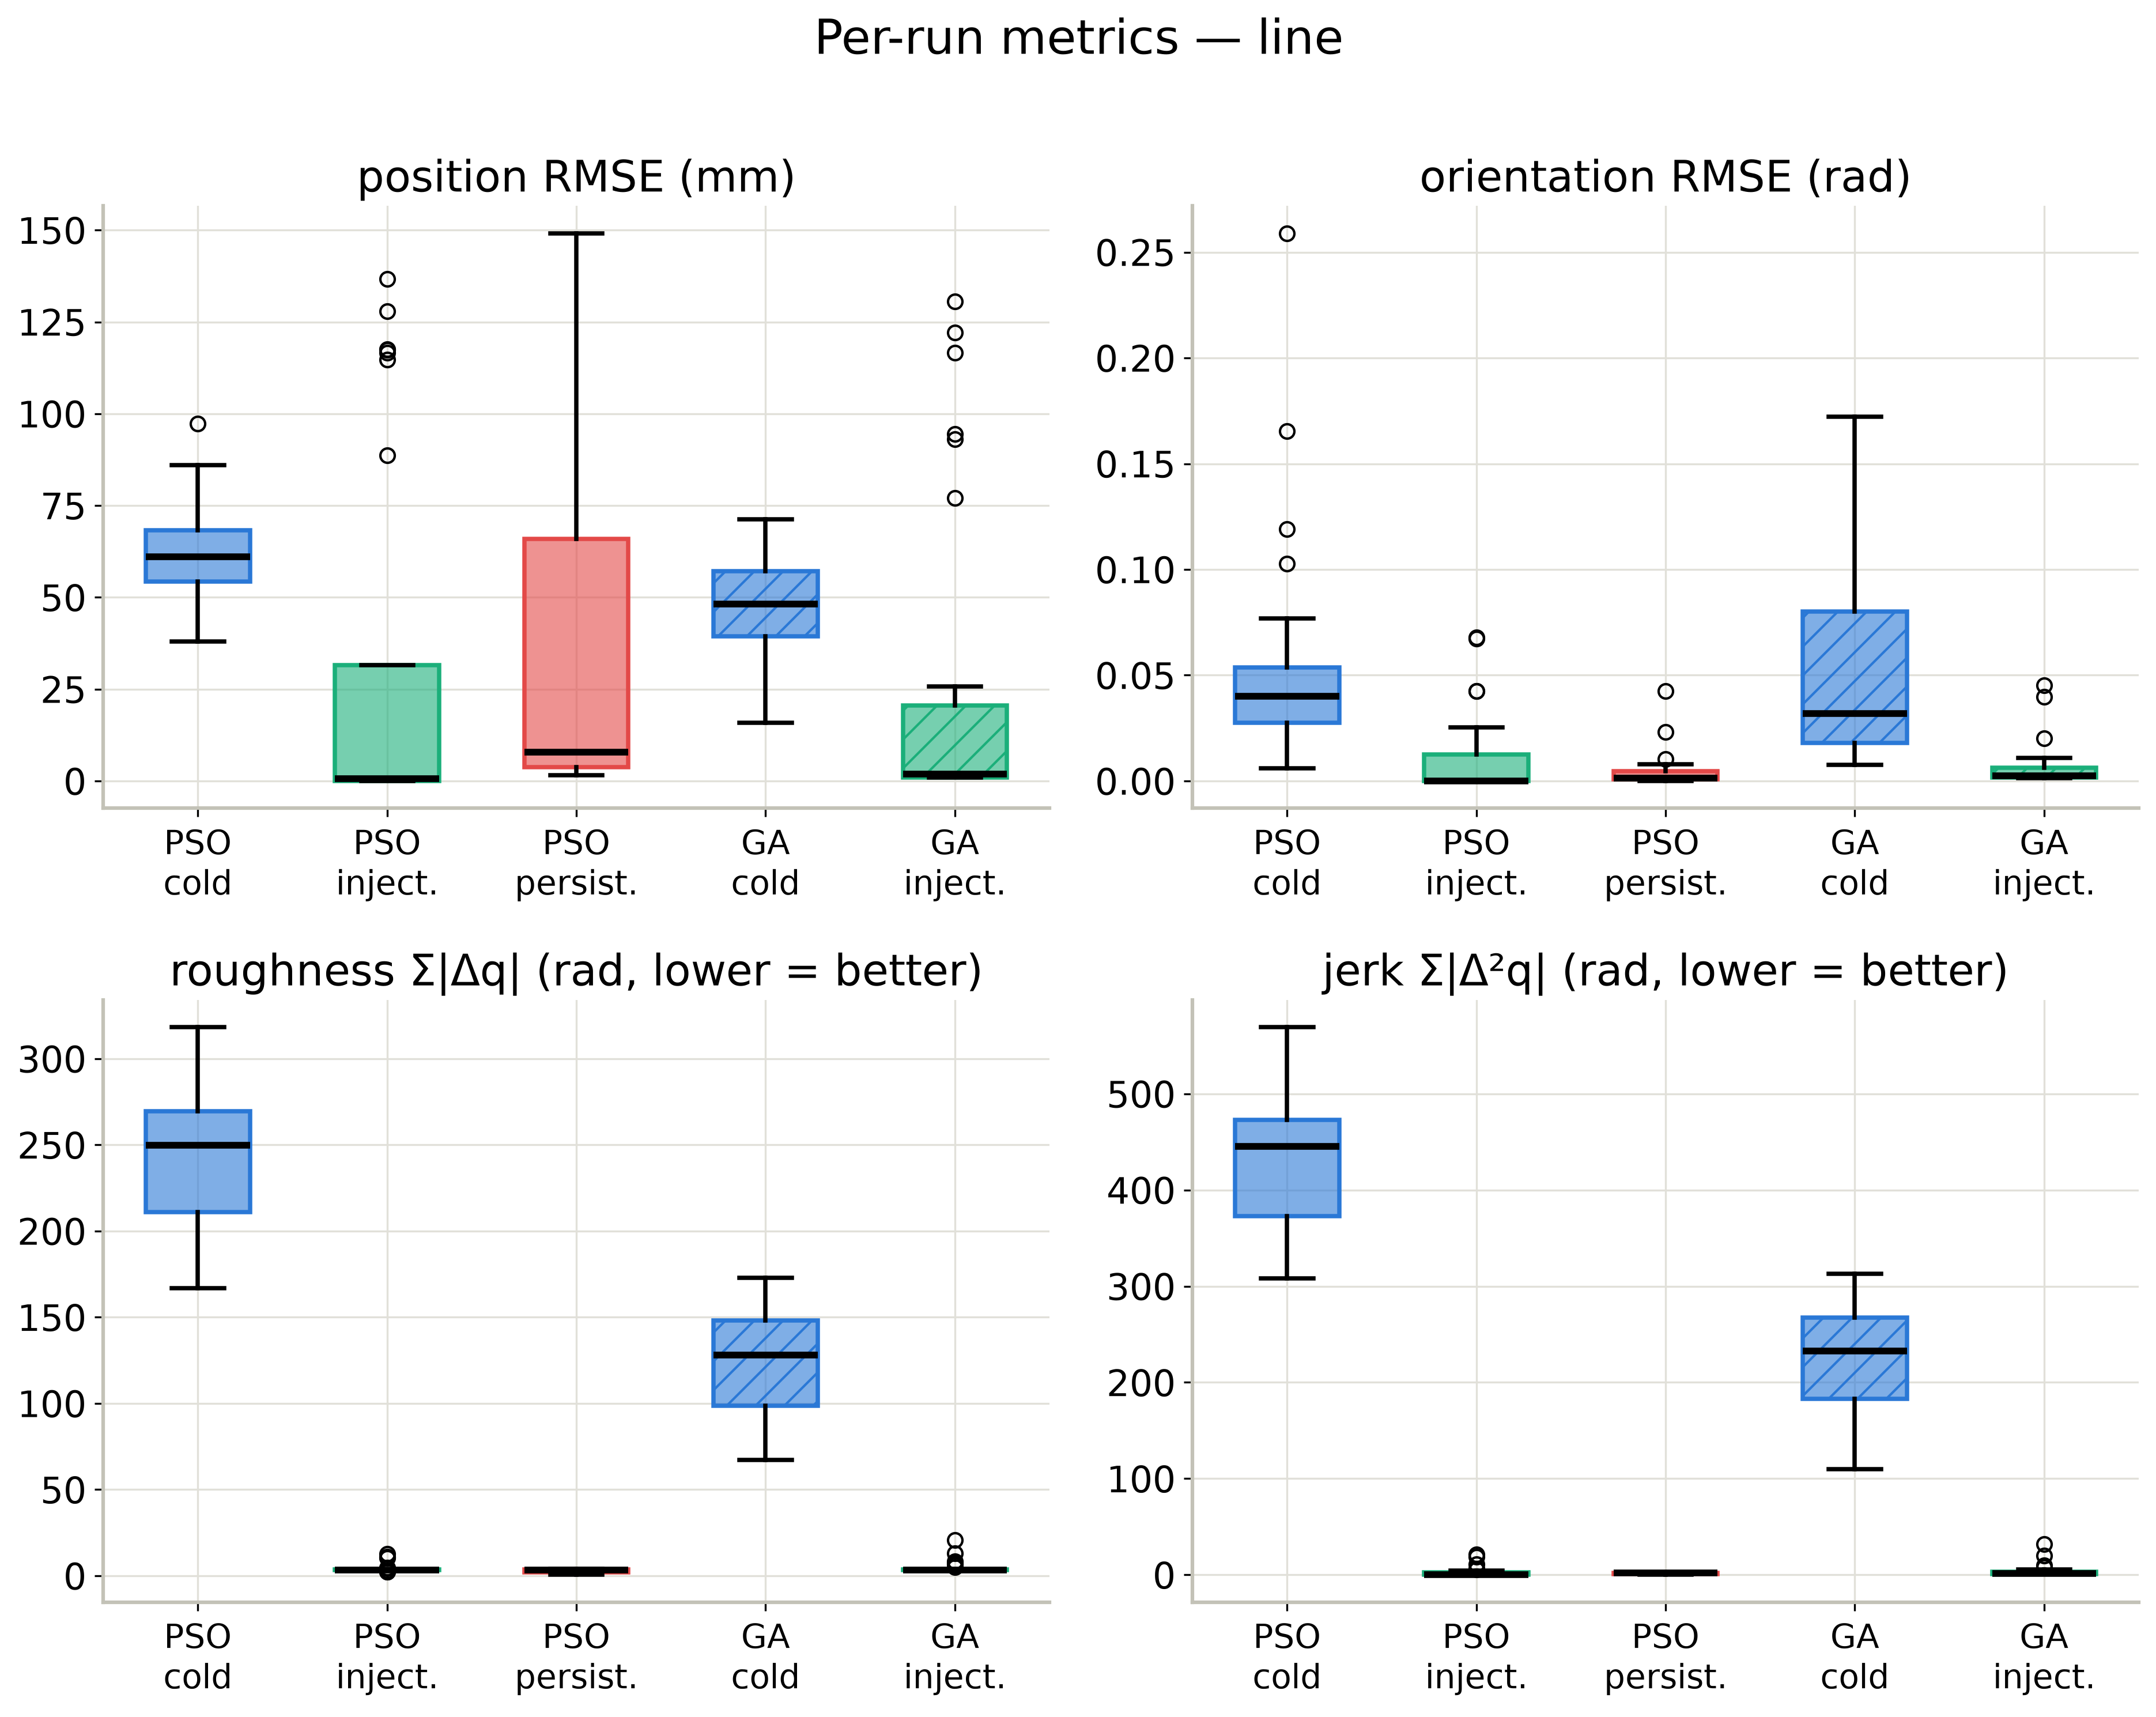 Per-run metrics — line
position RMSE (mm)
150
125
100
75
50
25
0
PSO cold
PSO inject.
PSO persist.
GA cold
GA inject.
orientation RMSE (rad)
0.25
0.20
0.15
0.10
0.05
0.00
PSO cold
PSO inject.
PSO persist.
GA cold
GA inject.
roughness Σ|Δq| (rad, lower = better)
300
250
200
150
100
50
0
PSO cold
PSO inject.
PSO persist.
GA cold
GA inject.
jerk Σ|Δ²q| (rad, lower = better)
500
400
300
200
100
0
PSO cold
PSO inject.
PSO persist.
GA cold
GA inject.